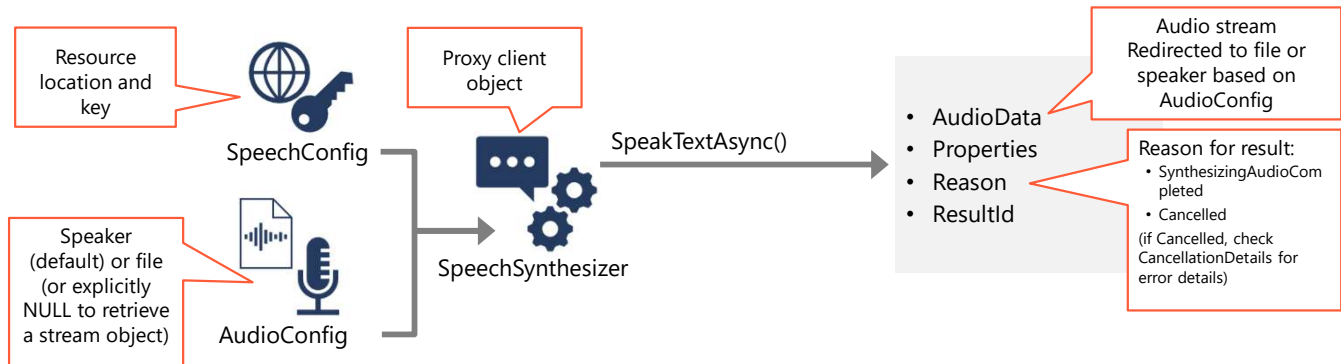 Resource
location and
key
SpeechConfig
Speaker
(default) or file
(or explicitly
NULL to retrieve
a stream object)
AudioConfig
Proxy client
object
SpeechSynthesizer
SpeakTextAsync()
• AudioData
• Properties
• Reason
• ResultId
Audio stream
Redirected to file or
speaker based on
AudioConfig
Reason for result:
• SynthesizingAudioCom
pleted
• Cancelled
(if Cancelled, check
CancellationDetails for
error details)